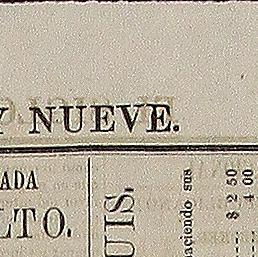 Y NUEVE.
ADA
LTO.
UIS.
aciendo sus
$ 2 50
4 00